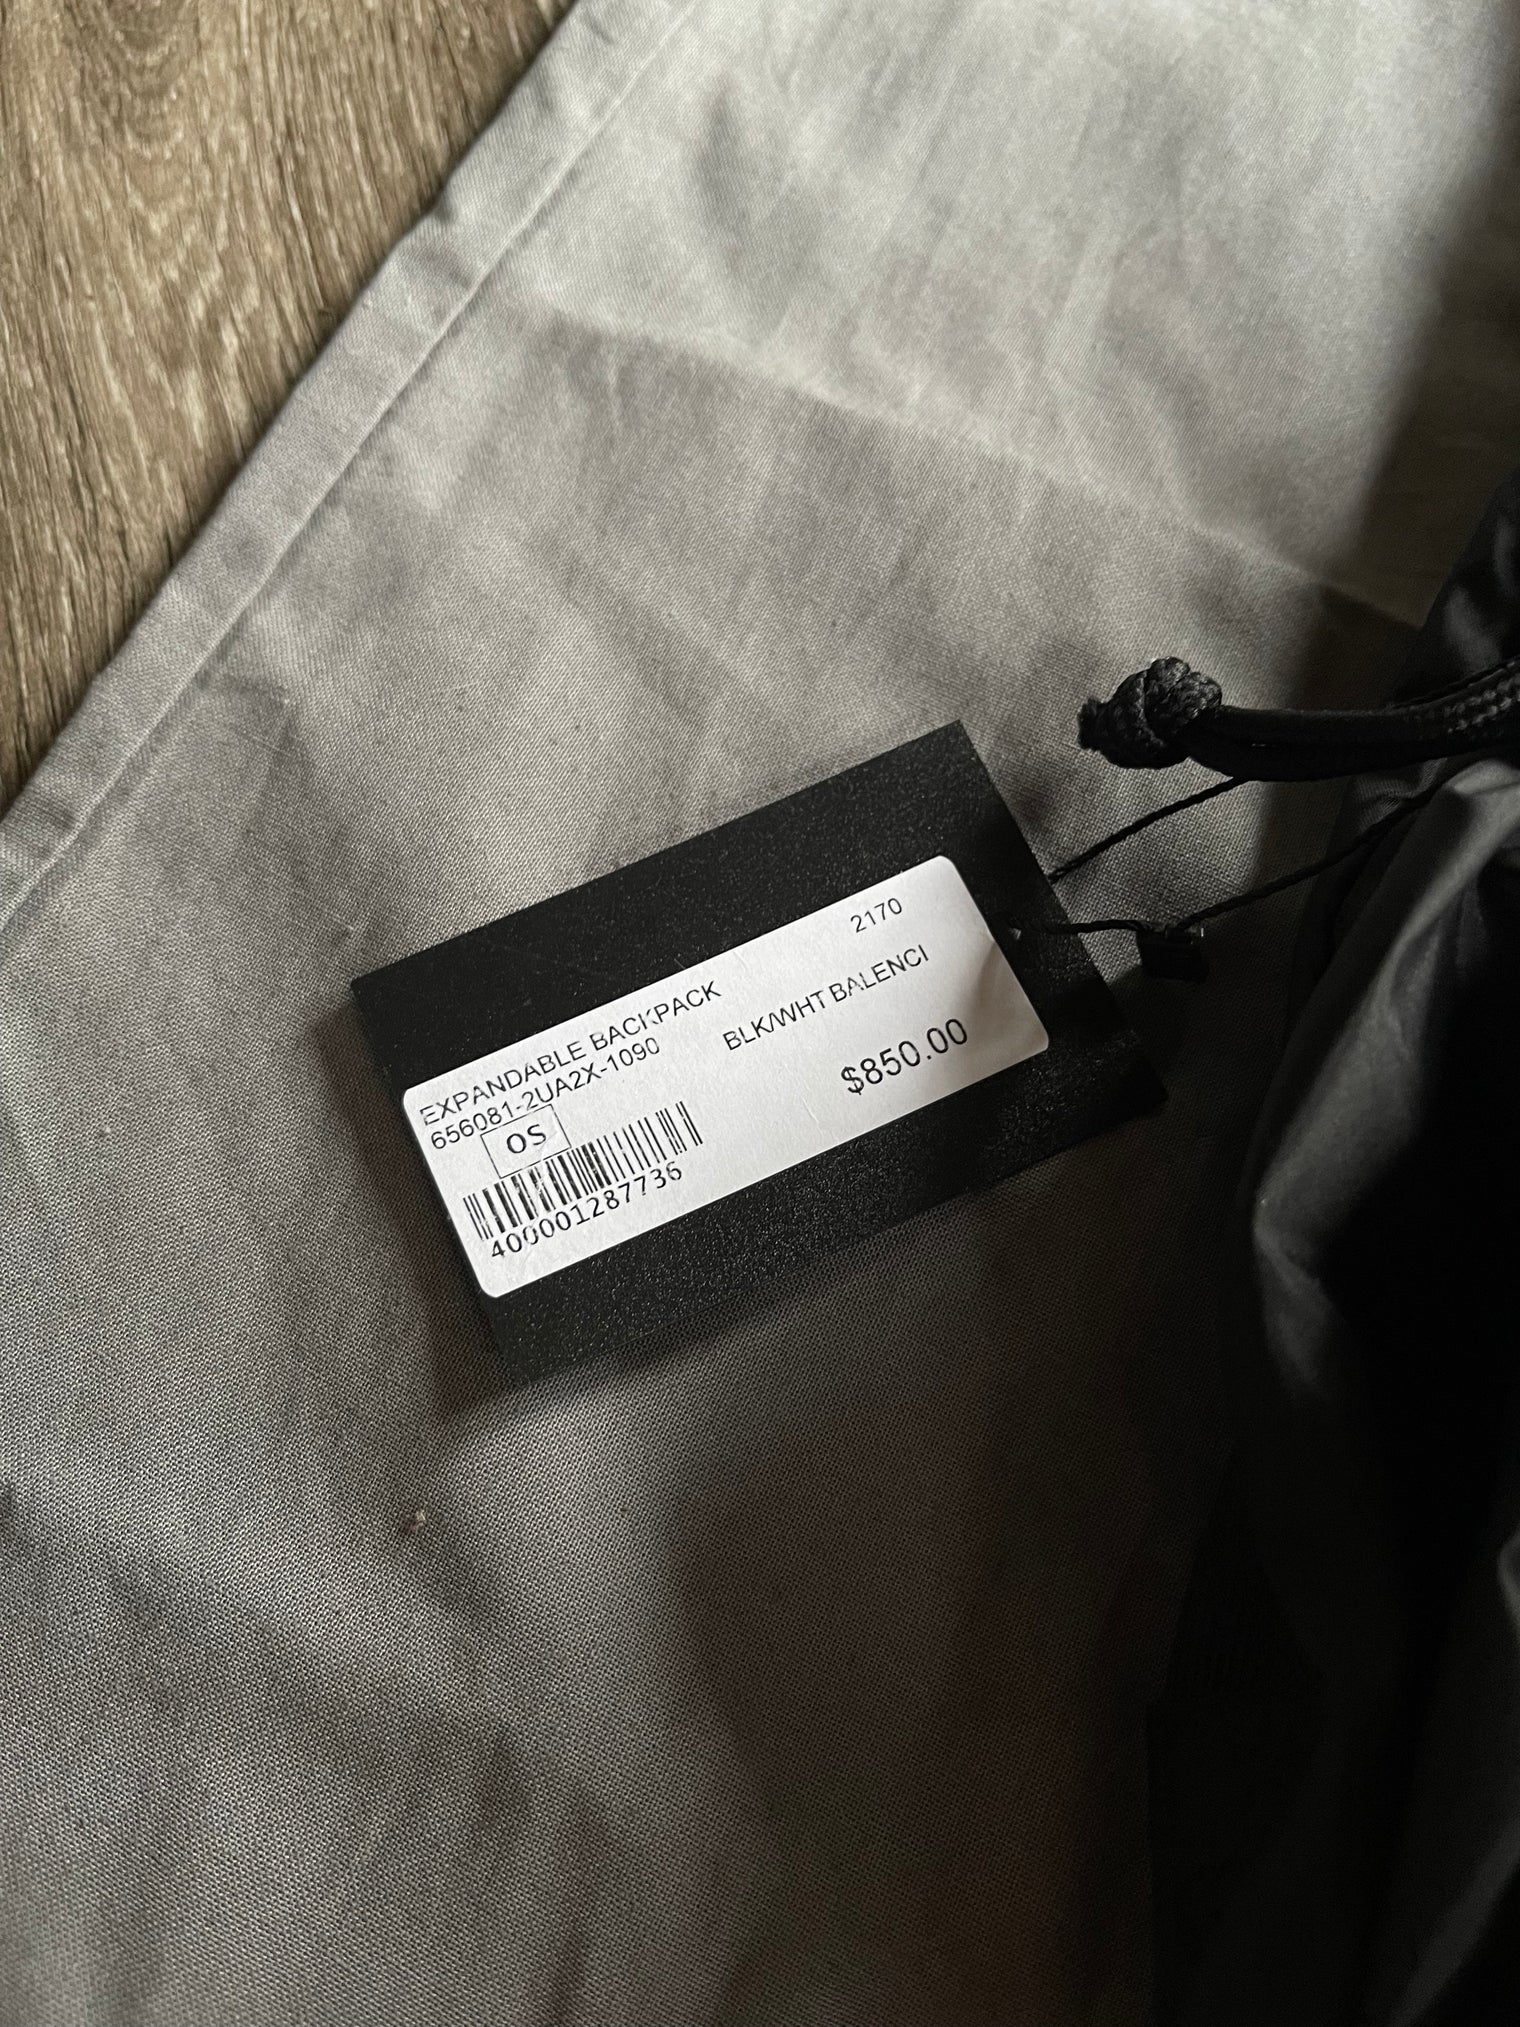 2170
EXPANDABLE BACKPACK
656081-2UA2X-1090
BLK/WHT BALENCI
OS
$850.00
400001287736